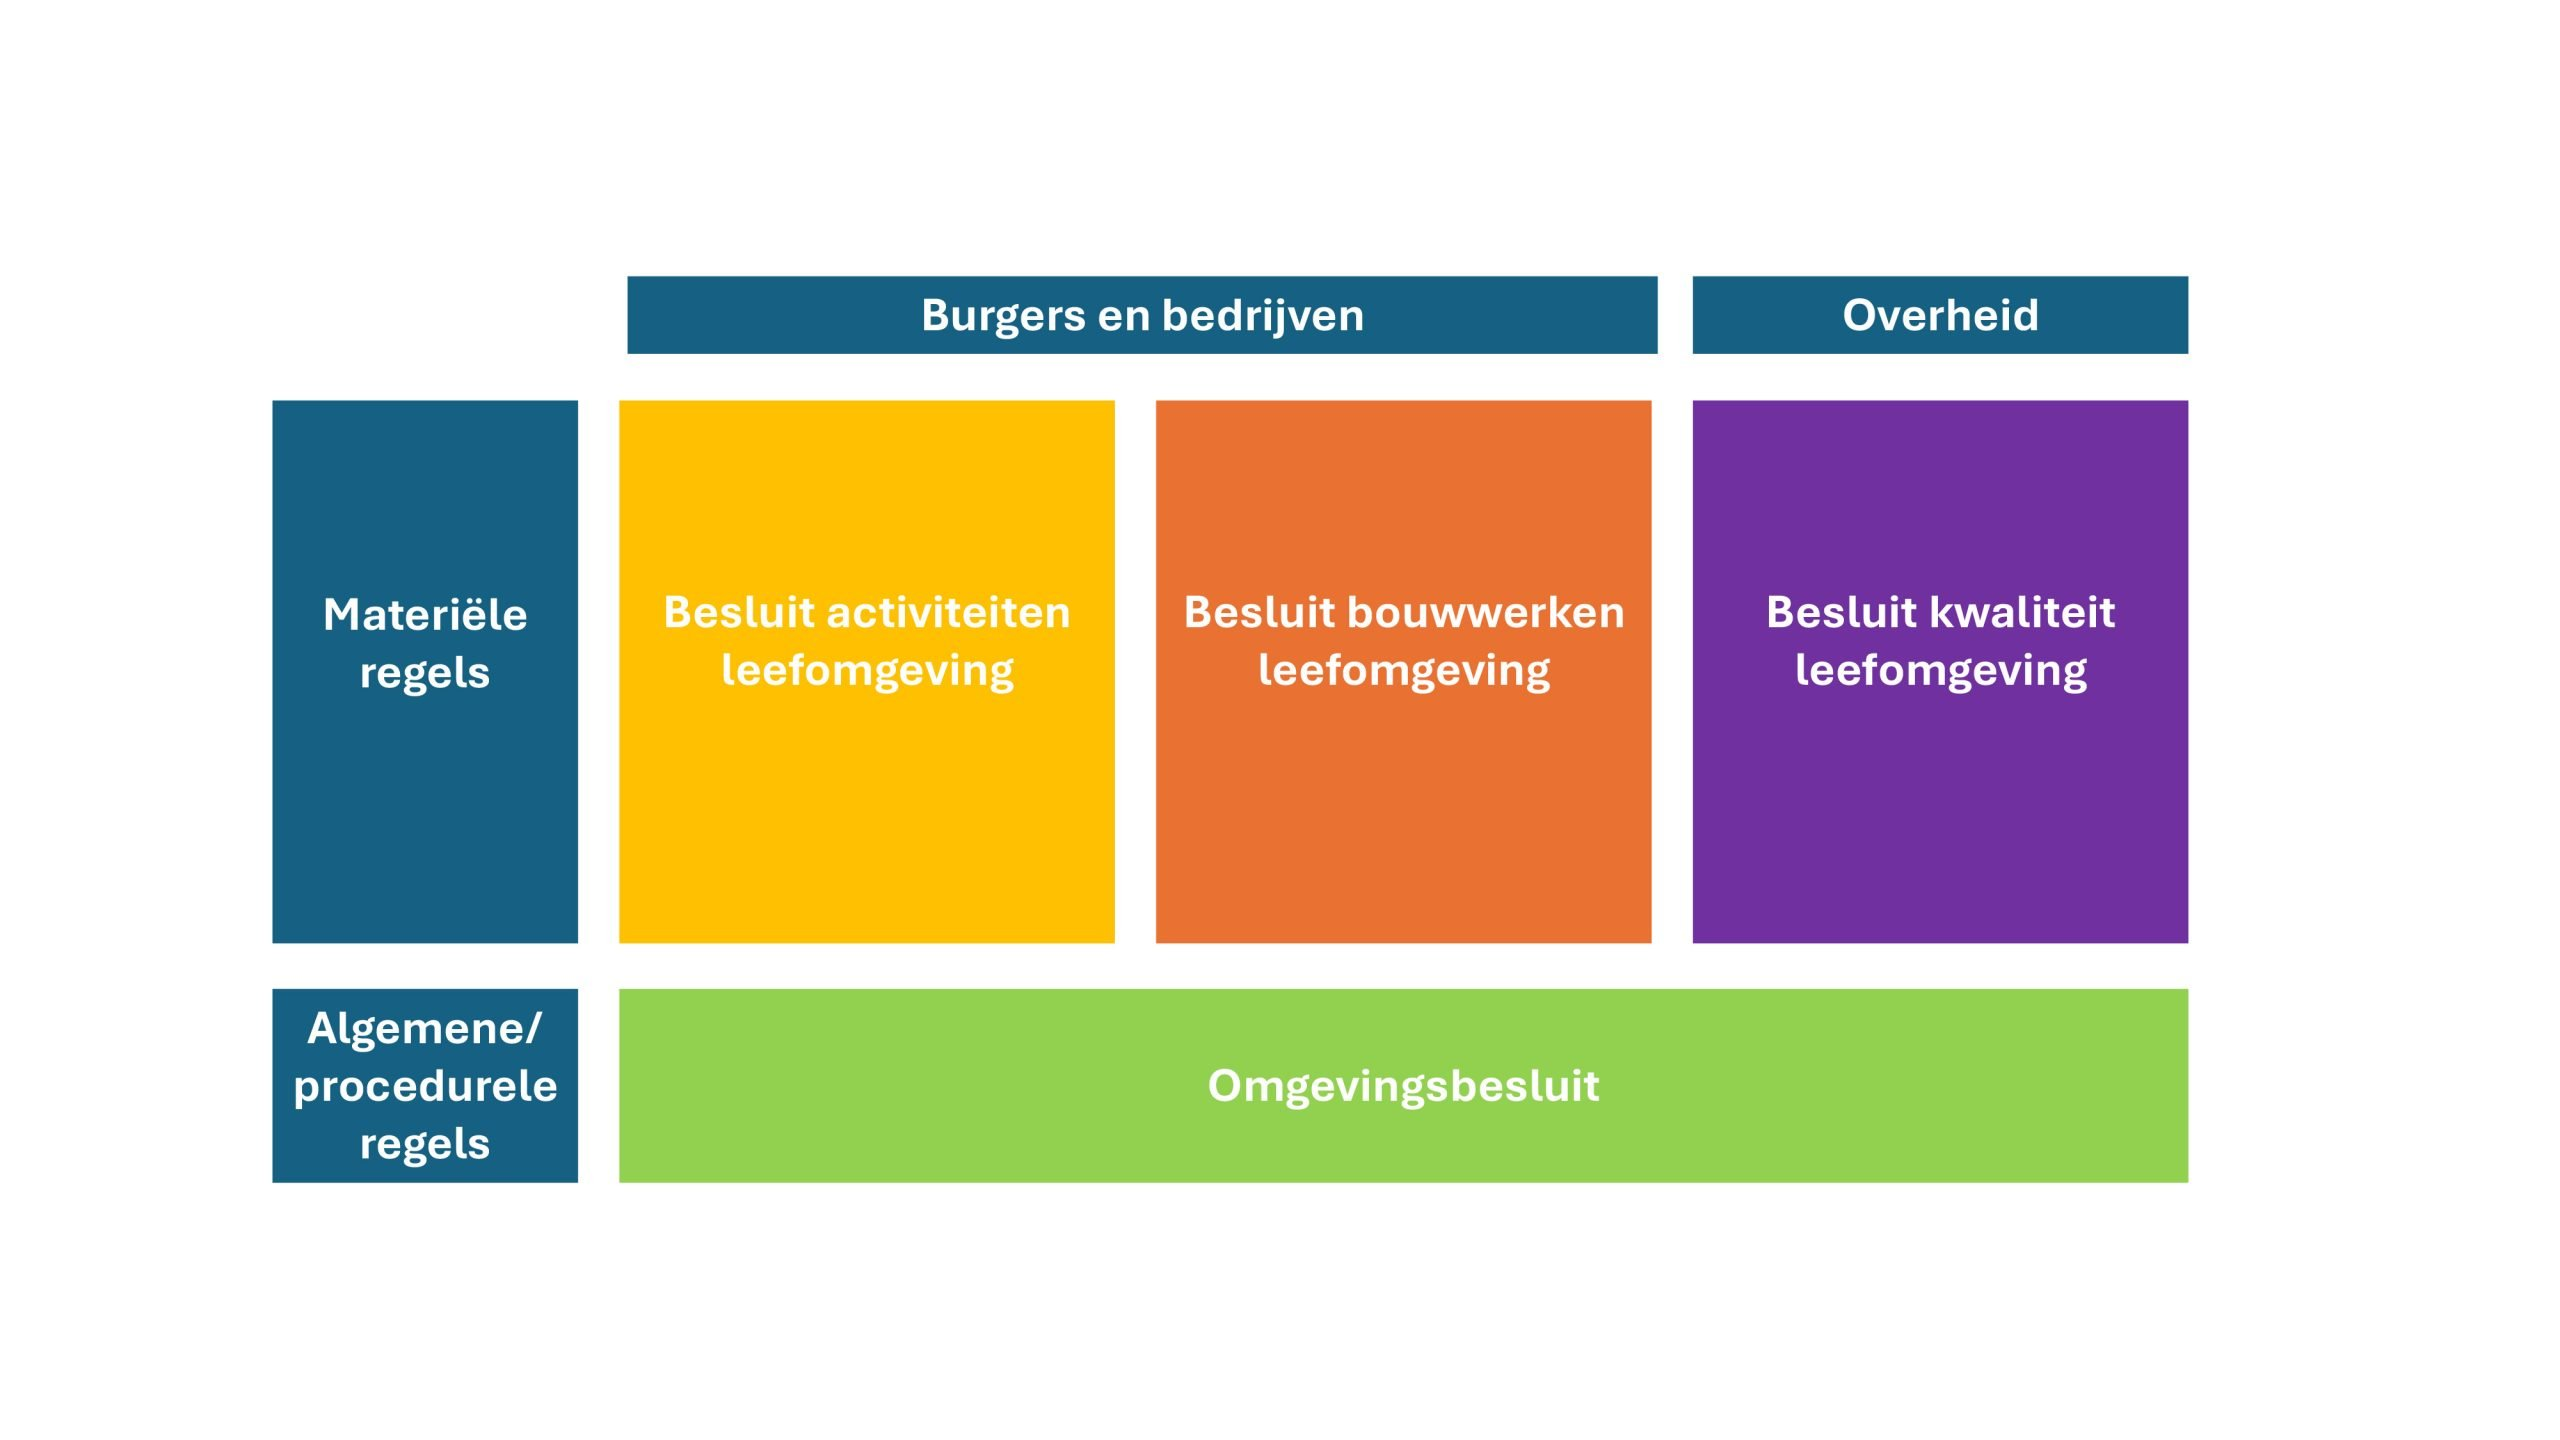 Burgers en bedrijven
Overheid
Materiële
regels
Besluit activiteiten
leefomgeving
Besluit bouwwerken
leefomgeving
Besluit kwaliteit
leefomgeving
Algemene/
procedurele
regels
Omgevingsbesluit